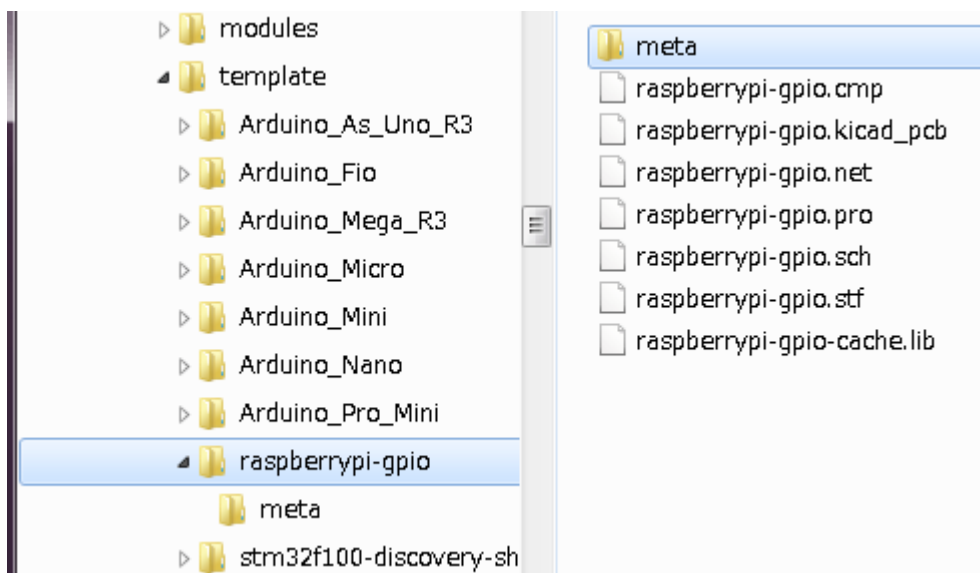 modules
template
Arduino_As_Uno_R3
Arduino_Fio
Arduino_Mega_R3
Arduino_Micro
Arduino_Mini
Arduino_Nano
Arduino_Pro_Mini
raspberrypi-gpio
meta
stm32f100-discovery-sh
meta
raspberrypi-gpio.cmp
raspberrypi-gpio.kicad_pcb
raspberrypi-gpio.net
raspberrypi-gpio.pro
raspberrypi-gpio.sch
raspberrypi-gpio.stf
raspberrypi-gpio-cache.lib